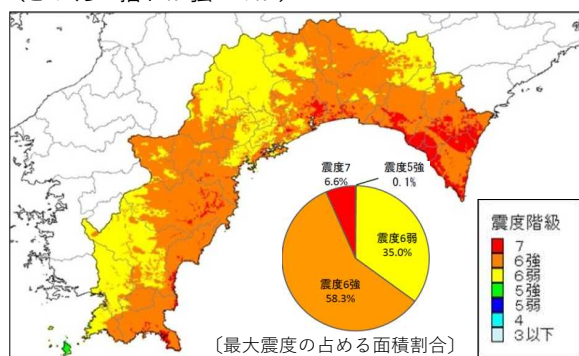 震度7
6.6%
震度5強
0.1%
震度6弱
35.0%
震度6強
58.3%
〔最大震度の占める面積割合〕
震度階級
7
6強
6弱
5強
5弱
4
3以下